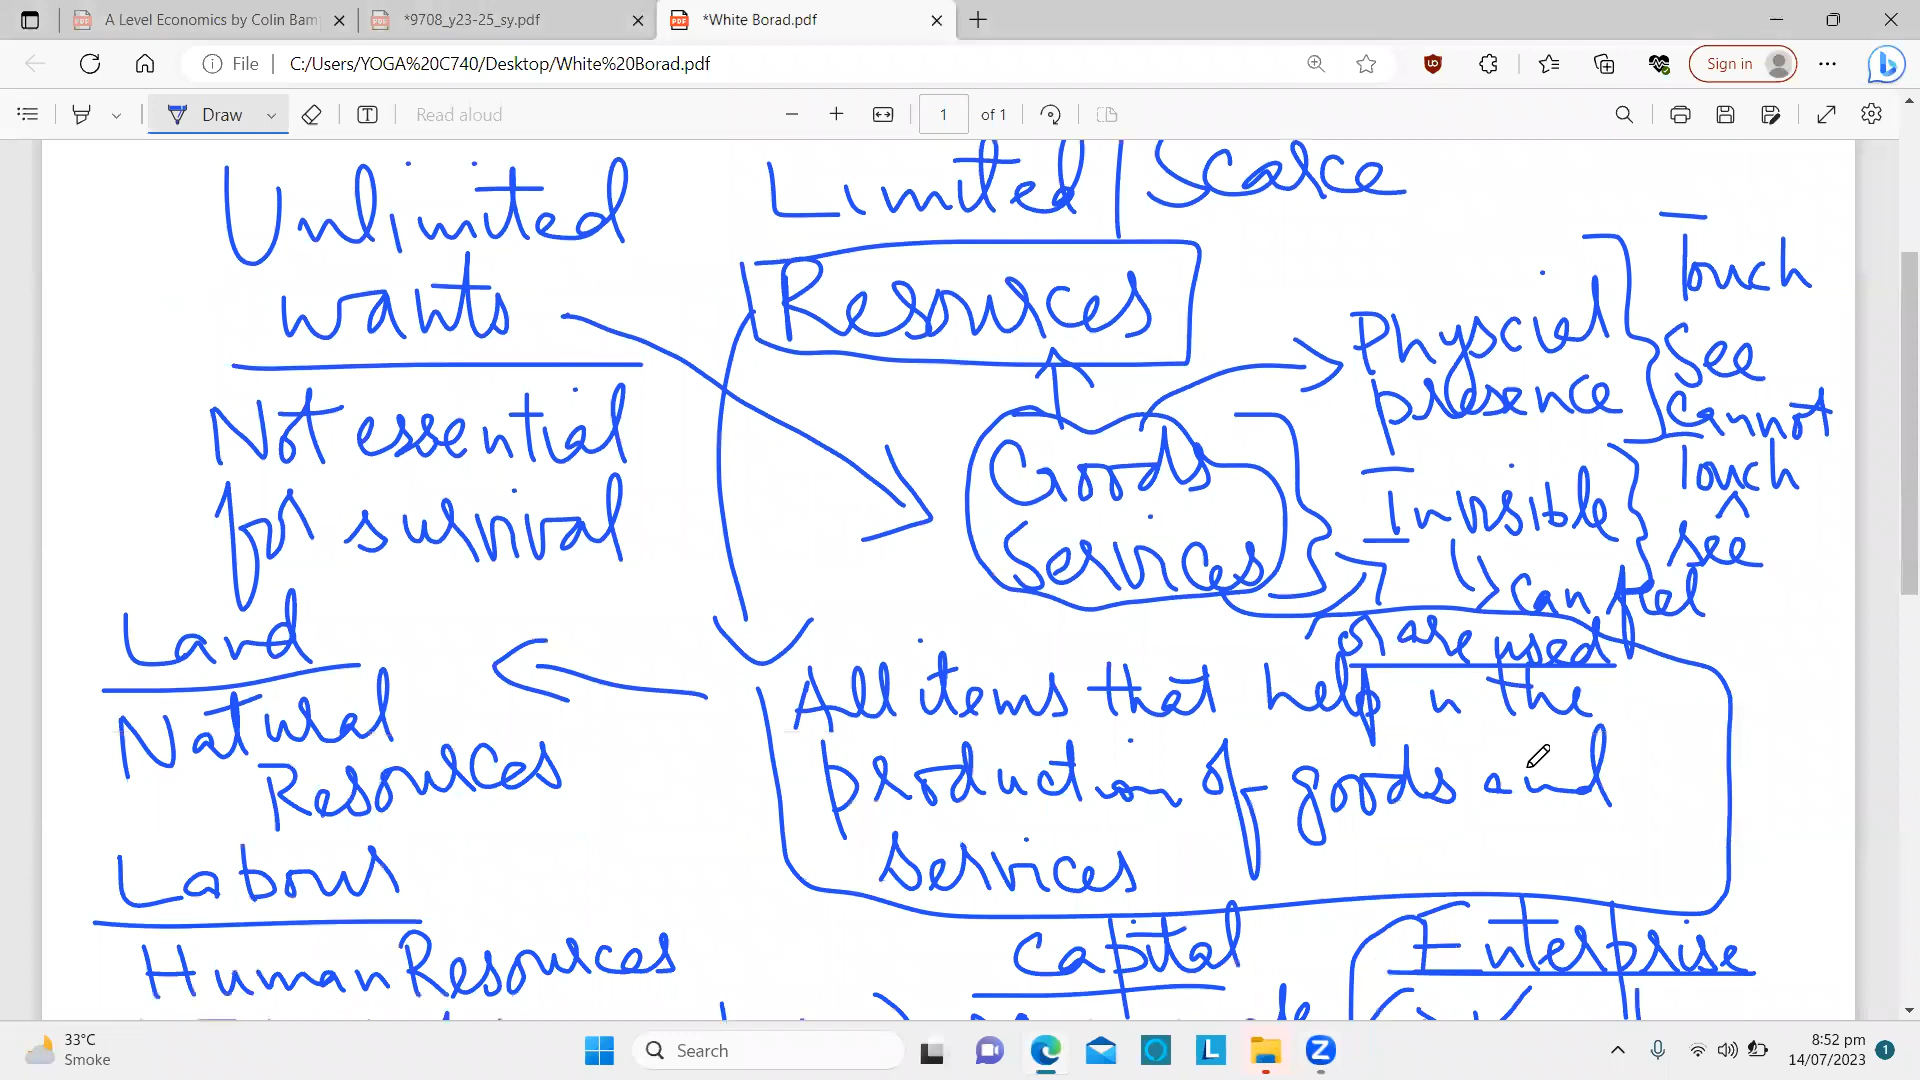 A Level Economics by Colin Bam
*9708_y23-25_sy.pdf
*White Borad.pdf
File
C:/Users/YOGA%20C740/Desktop/White%20Borad.pdf
Sign in
Draw
Read aloud
1
of 1
Unlimited
wants
Not essential
for survival
Limited | Scarce
Resources
Goods
Services
Physcial
presence
Touch
See
Invisible
cannot
Touch
see
can feel
or are used
All items that help in the
production of goods and
services
Land
Natural
Resources
Labour
Human Resources
Capital
Enterprise
33°C
Smoke
Search
8:52 pm
14/07/2023
1